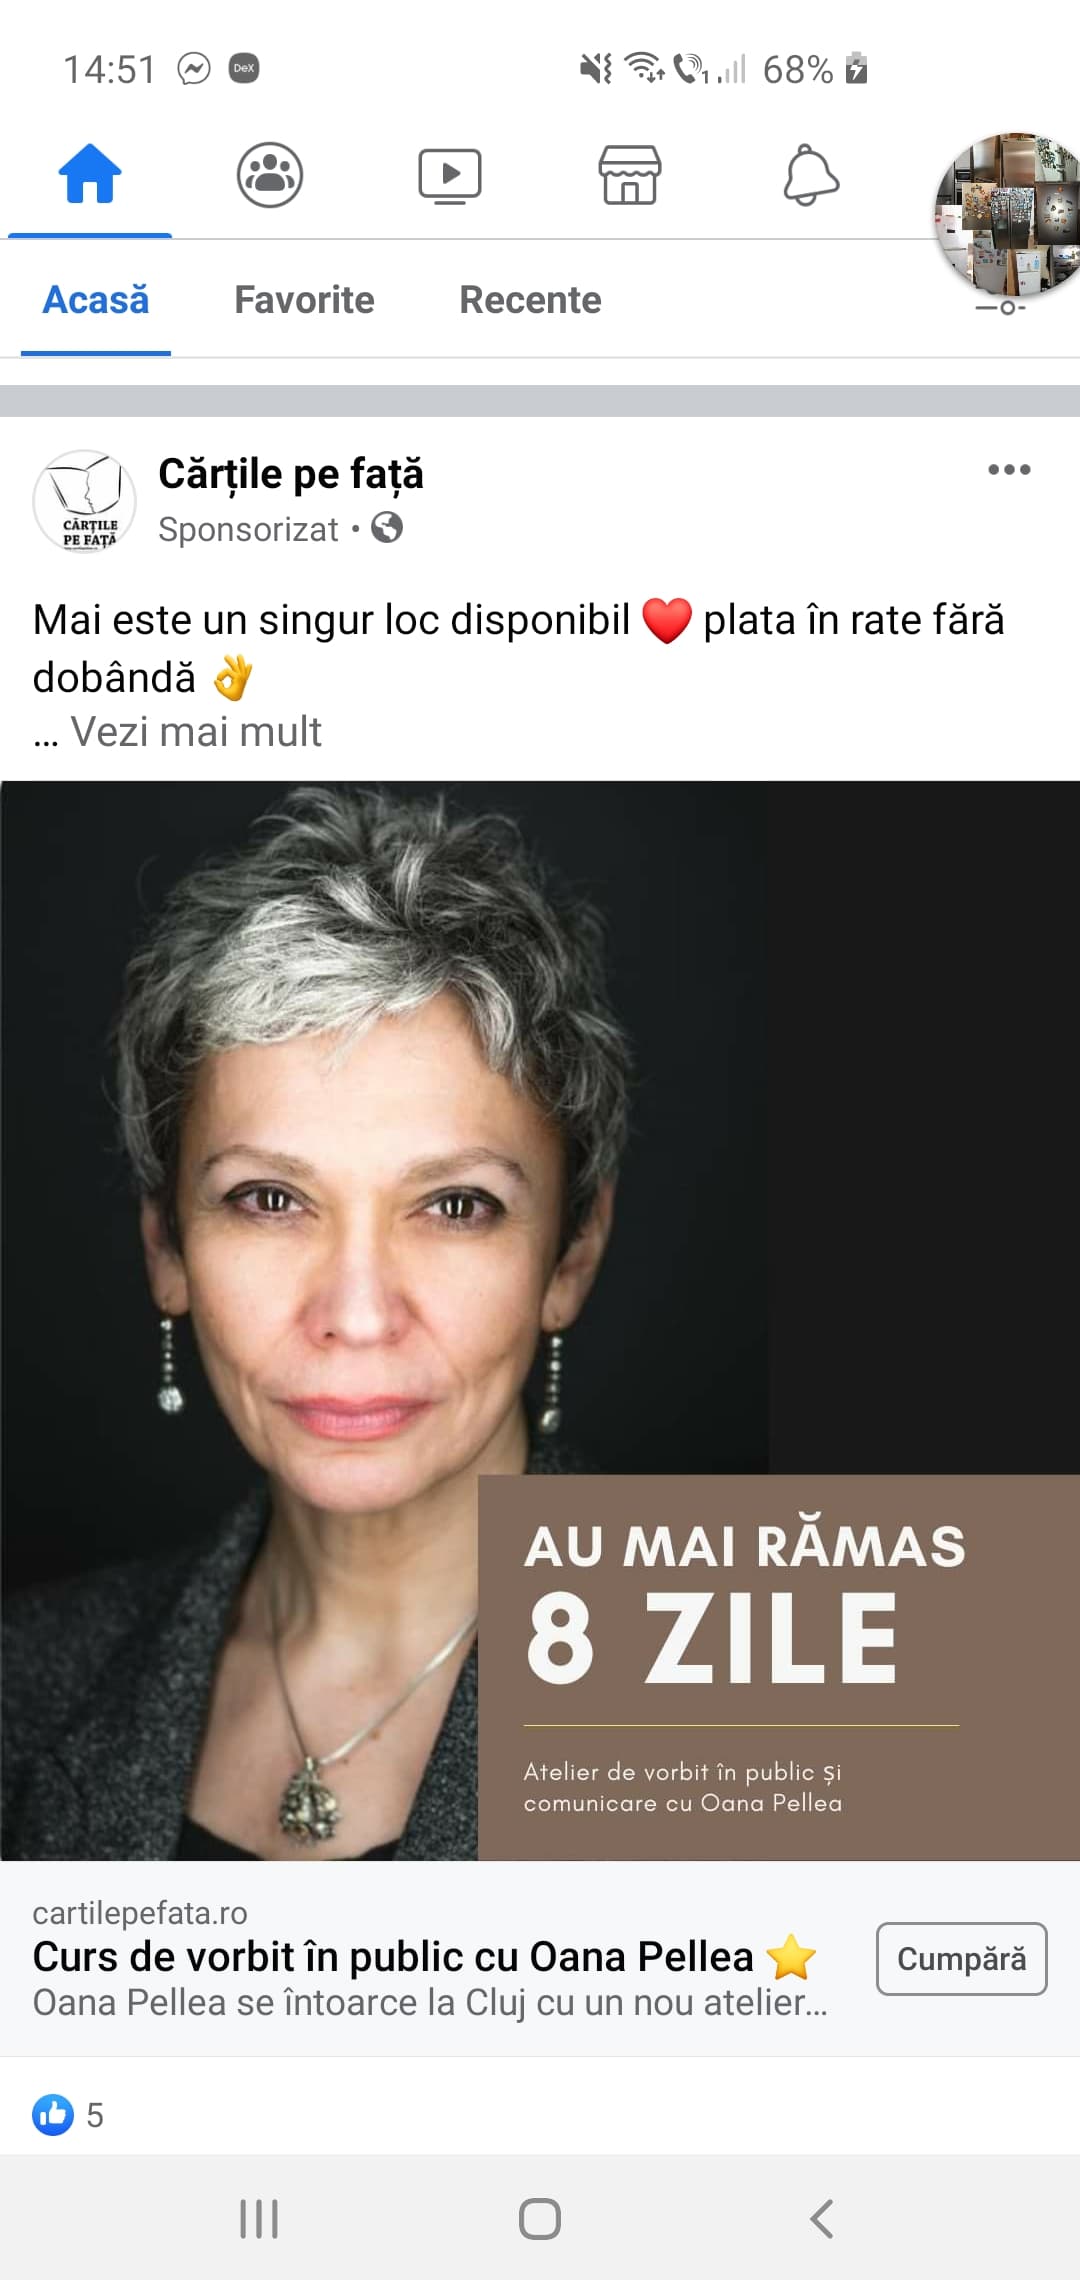 14:51 DeX 1 68%
Acasă Favorite Recente
Cărțile pe față
CĂRȚILE
PE FAȚĂ
Sponsorizat •
Mai este un singur loc disponibil ❤️ plata în rate fără
dobândă 👌
... Vezi mai mult
AU MAI RĂMAS
8 ZILE
Atelier de vorbit în public și
comunicare cu Oana Pellea
cartilepefata.ro
Curs de vorbit în public cu Oana Pellea ⭐
Oana Pellea se întoarce la Cluj cu un nou atelier...
Cumpără
5